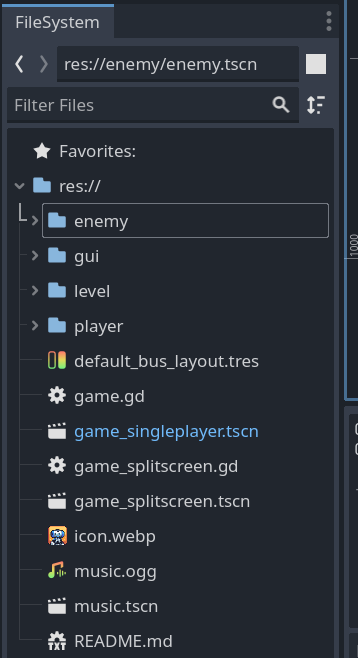 FileSystem
res://enemy/enemy.tscn
Filter Files
Favorites:
res://
enemy
gui
level
player
default_bus_layout.tres
game.gd
game_singleplayer.tscn
game_splitscreen.gd
game_splitscreen.tscn
icon.webp
music.ogg
music.tscn
README.md
1000